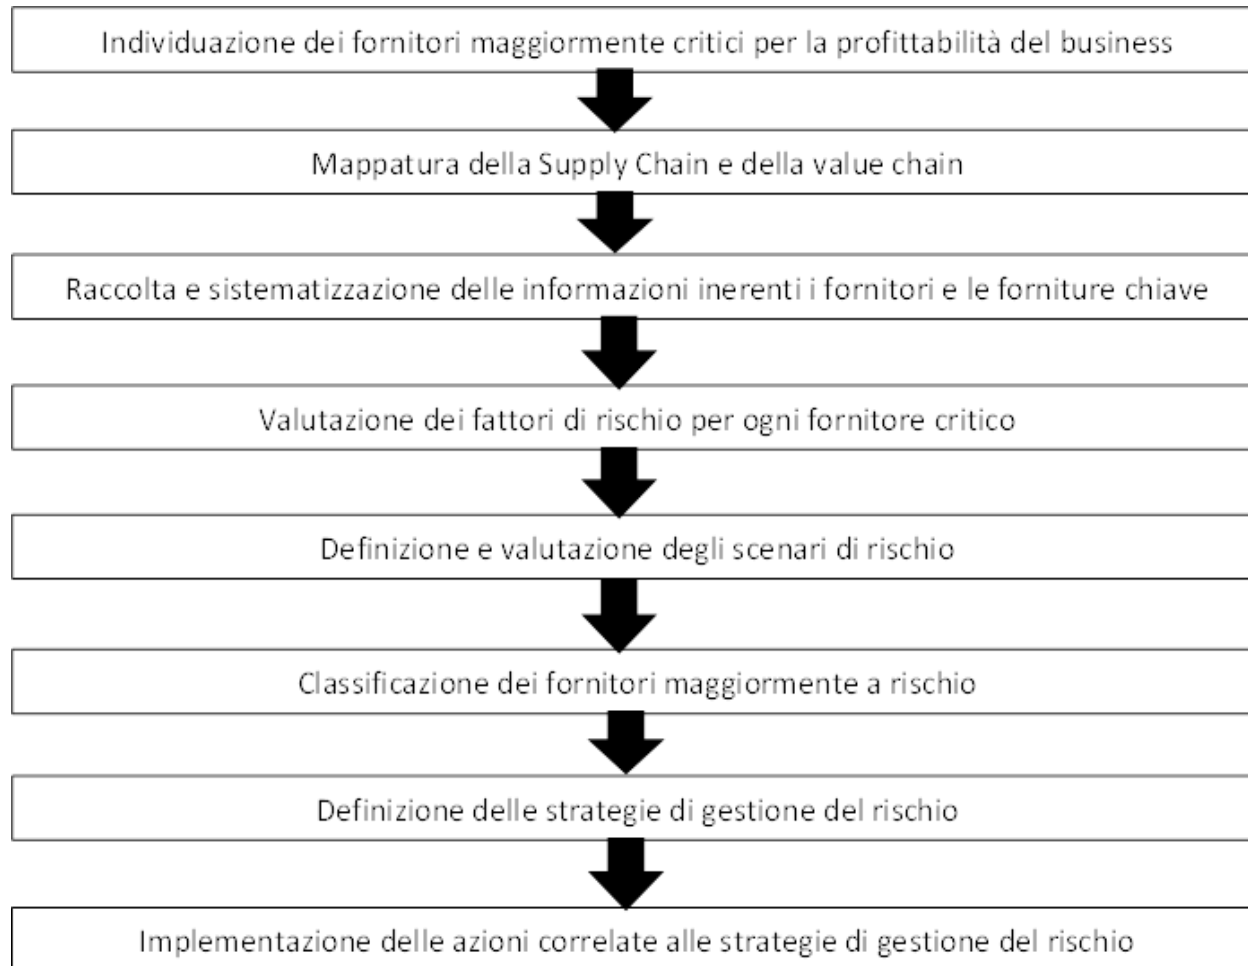 Individuazione dei fornitori maggiormente critici per la profittabilità del business
Mappatura della Supply Chain e della value chain
Raccolta e sistematizzazione delle informazioni inerenti i fornitori e le forniture chiave
Valutazione dei fattori di rischio per ogni fornitore critico
Definizione e valutazione degli scenari di rischio
Classificazione dei fornitori maggiormente a rischio
Definizione delle strategie di gestione del rischio
Implementazione delle azioni correlate alle strategie di gestione del rischio